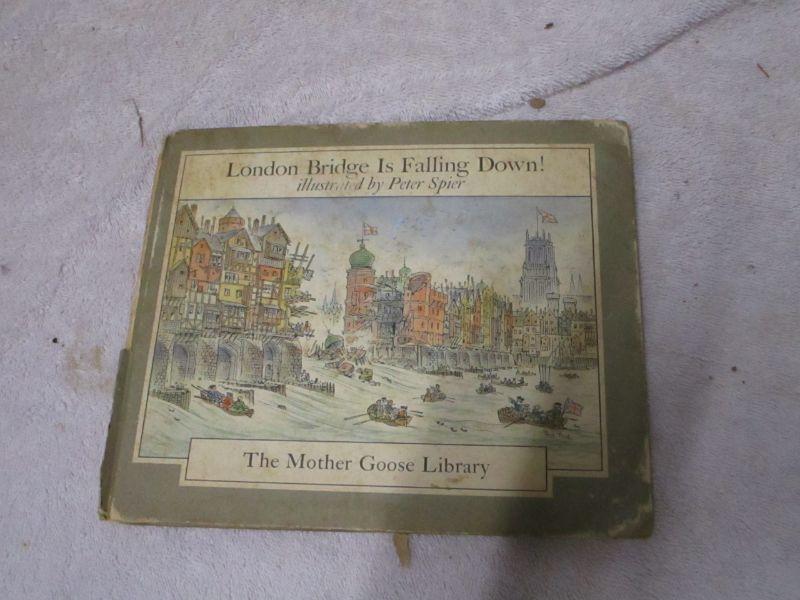 London Bridge Is Falling Down!
illustrated by Peter Spier
The Mother Goose Library